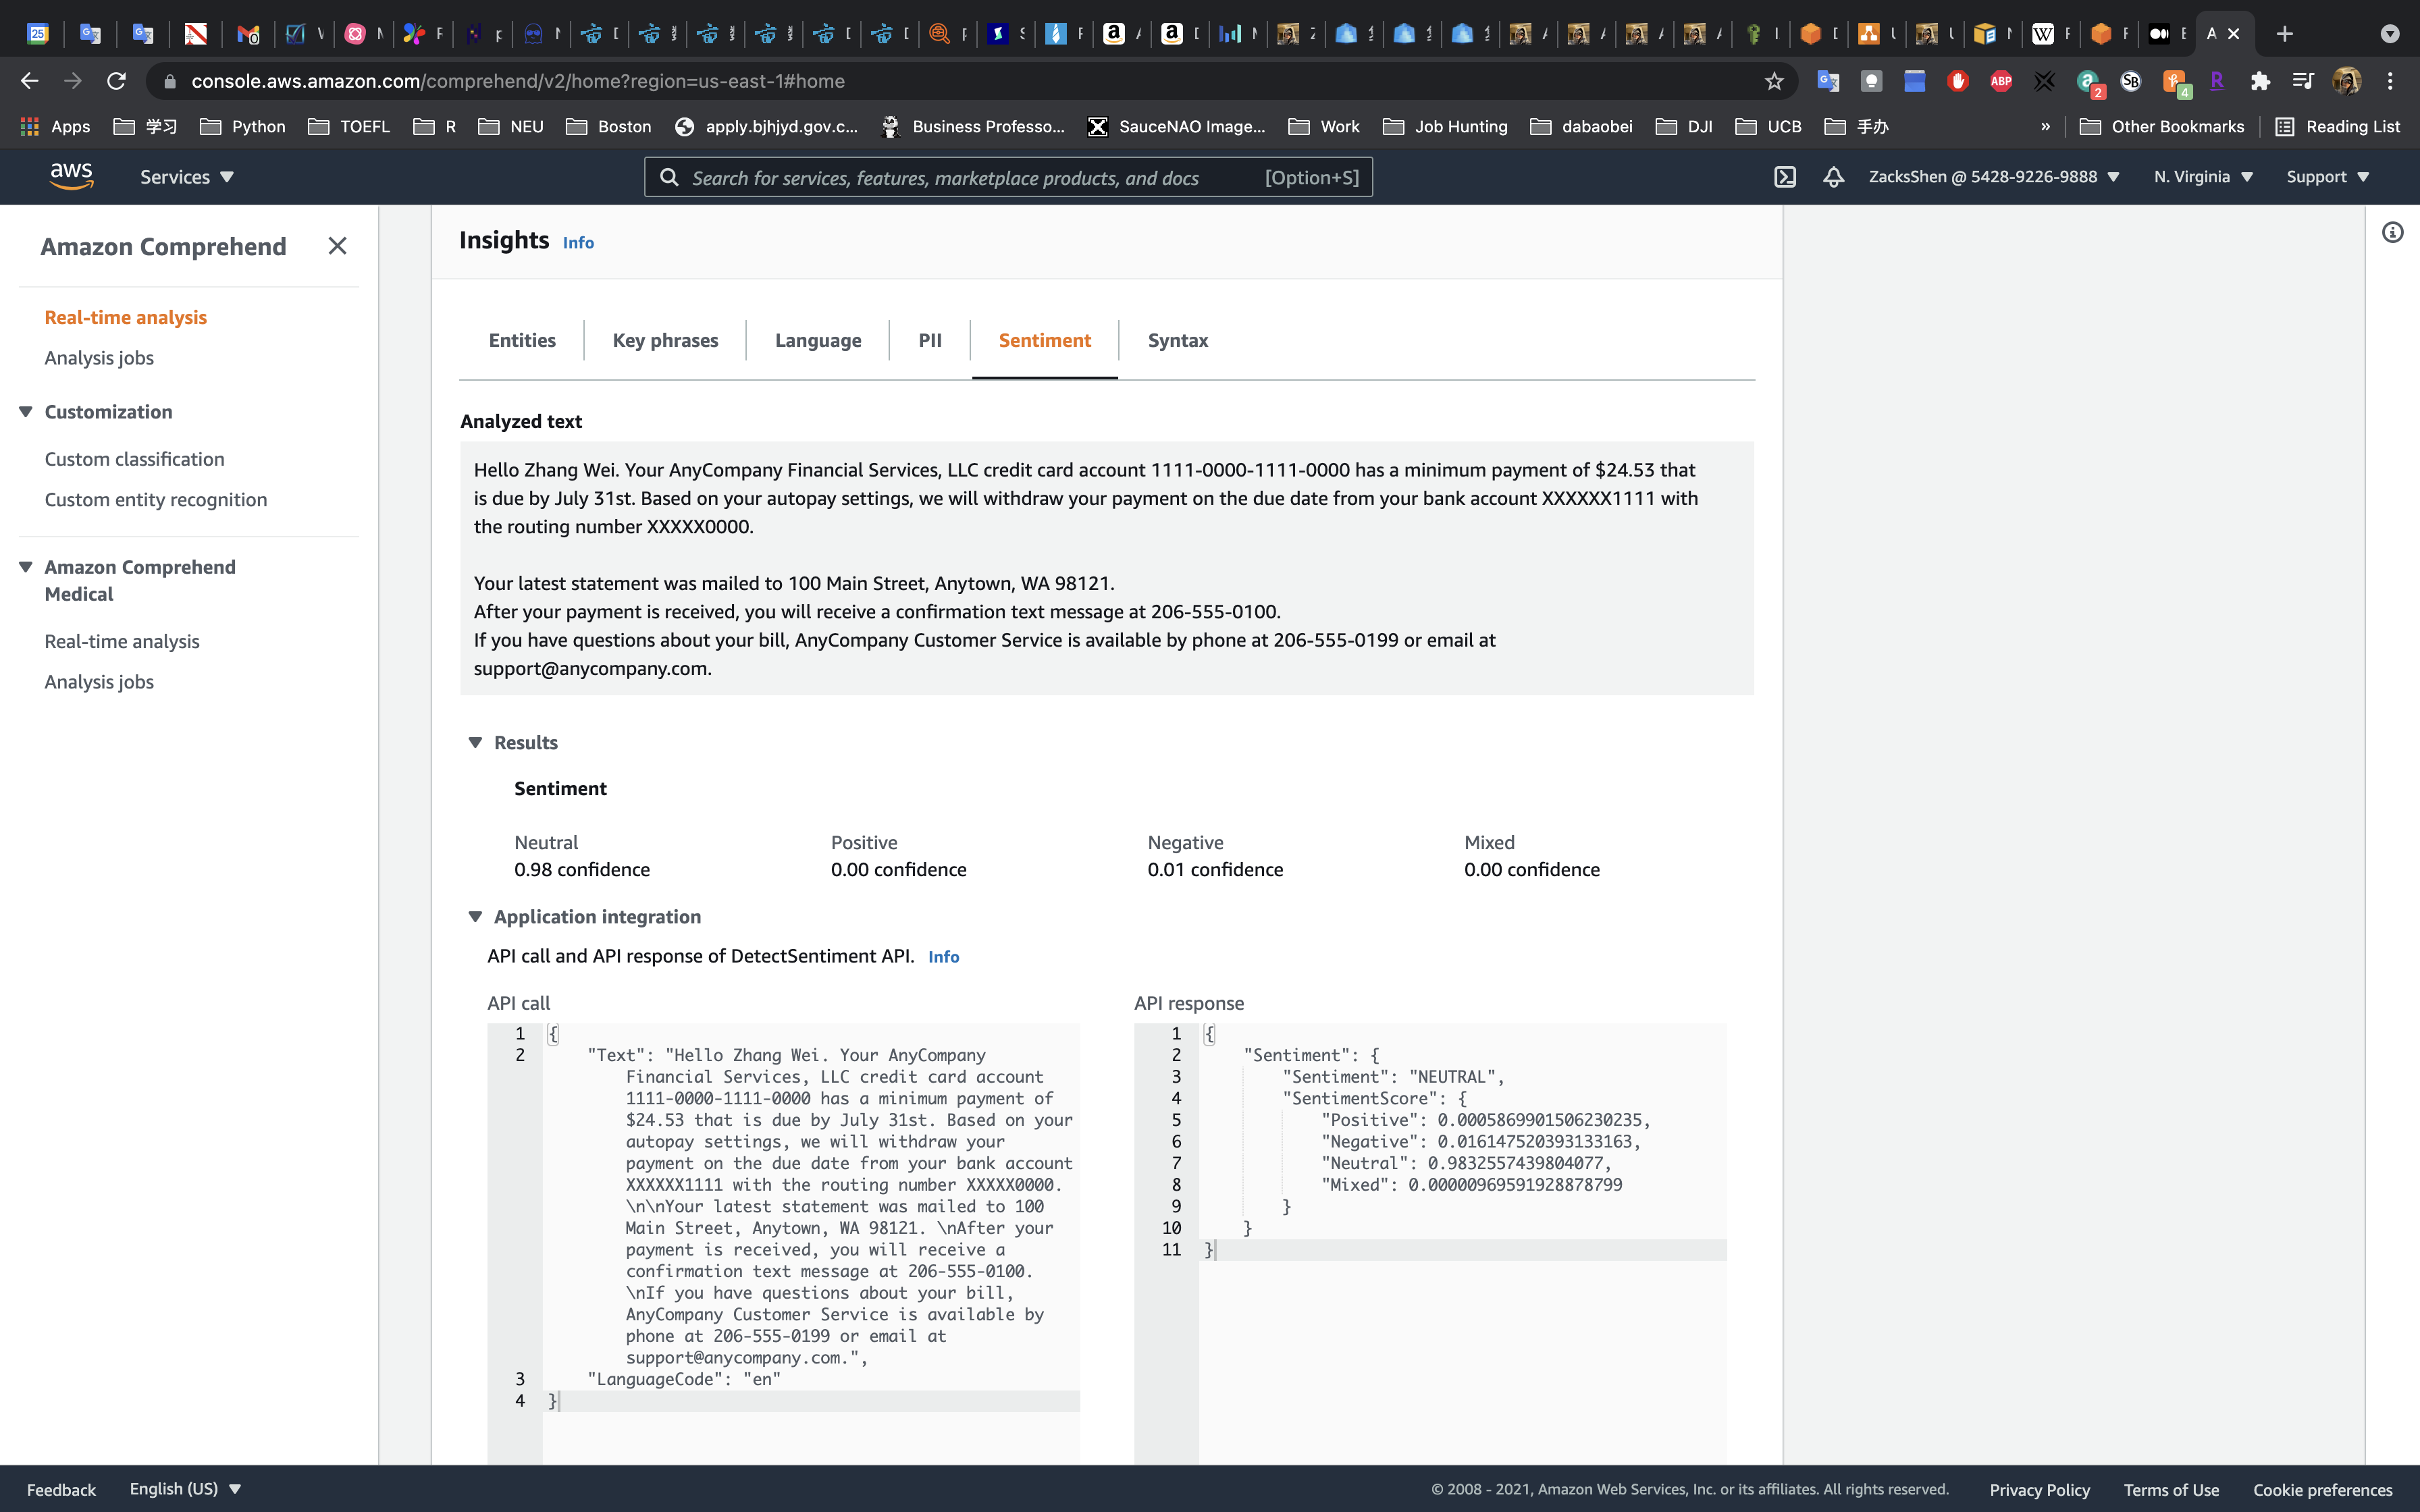 console.aws.amazon.com/comprehend/v2/home?region=us-east-1#home
Apps 学习 Python TOEFL R NEU Boston apply.bjhjyd.gov.c... Business Professo... SauceNAO Image... Work Job Hunting dabaobei DJI UCB 手办 » Other Bookmarks Reading List
aws Services Search for services, features, marketplace products, and docs [Option+S] ZacksShen @ 5428-9226-9888 N. Virginia Support
Amazon Comprehend
Real-time analysis
Analysis jobs
Customization
Custom classification
Custom entity recognition
Amazon Comprehend
Medical
Real-time analysis
Analysis jobs
Insights Info
Entities Key phrases Language PII Sentiment Syntax
Analyzed text
Hello Zhang Wei. Your AnyCompany Financial Services, LLC credit card account 1111-0000-1111-0000 has a minimum payment of $24.53 that
is due by July 31st. Based on your autopay settings, we will withdraw your payment on the due date from your bank account XXXXXX1111 with
the routing number XXXXX0000.
Your latest statement was mailed to 100 Main Street, Anytown, WA 98121.
After your payment is received, you will receive a confirmation text message at 206-555-0100.
If you have questions about your bill, AnyCompany Customer Service is available by phone at 206-555-0199 or email at
support@anycompany.com.
Results
Sentiment
Neutral Positive Negative Mixed
0.98 confidence 0.00 confidence 0.01 confidence 0.00 confidence
Application integration
API call and API response of DetectSentiment API. Info
API call
1 {
2 "Text": "Hello Zhang Wei. Your AnyCompany
Financial Services, LLC credit card account
1111-0000-1111-0000 has a minimum payment of
$24.53 that is due by July 31st. Based on your
autopay settings, we will withdraw your
payment on the due date from your bank account
XXXXXX1111 with the routing number XXXXX0000.
\n\nYour latest statement was mailed to 100
Main Street, Anytown, WA 98121. \nAfter your
payment is received, you will receive a
confirmation text message at 206-555-0100.
\nIf you have questions about your bill,
AnyCompany Customer Service is available by
phone at 206-555-0199 or email at
support@anycompany.com.",
3 "LanguageCode": "en"
4 }
API response
1 {
2 "Sentiment": {
3 "Sentiment": "NEUTRAL",
4 "SentimentScore": {
5 "Positive": 0.0005869901506230235,
6 "Negative": 0.016147520393133163,
7 "Neutral": 0.9832557439804077,
8 "Mixed": 0.00000969591928878799
9 }
10 }
11 }
Feedback English (US) © 2008 - 2021, Amazon Web Services, Inc. or its affiliates. All rights reserved. Privacy Policy Terms of Use Cookie preferences